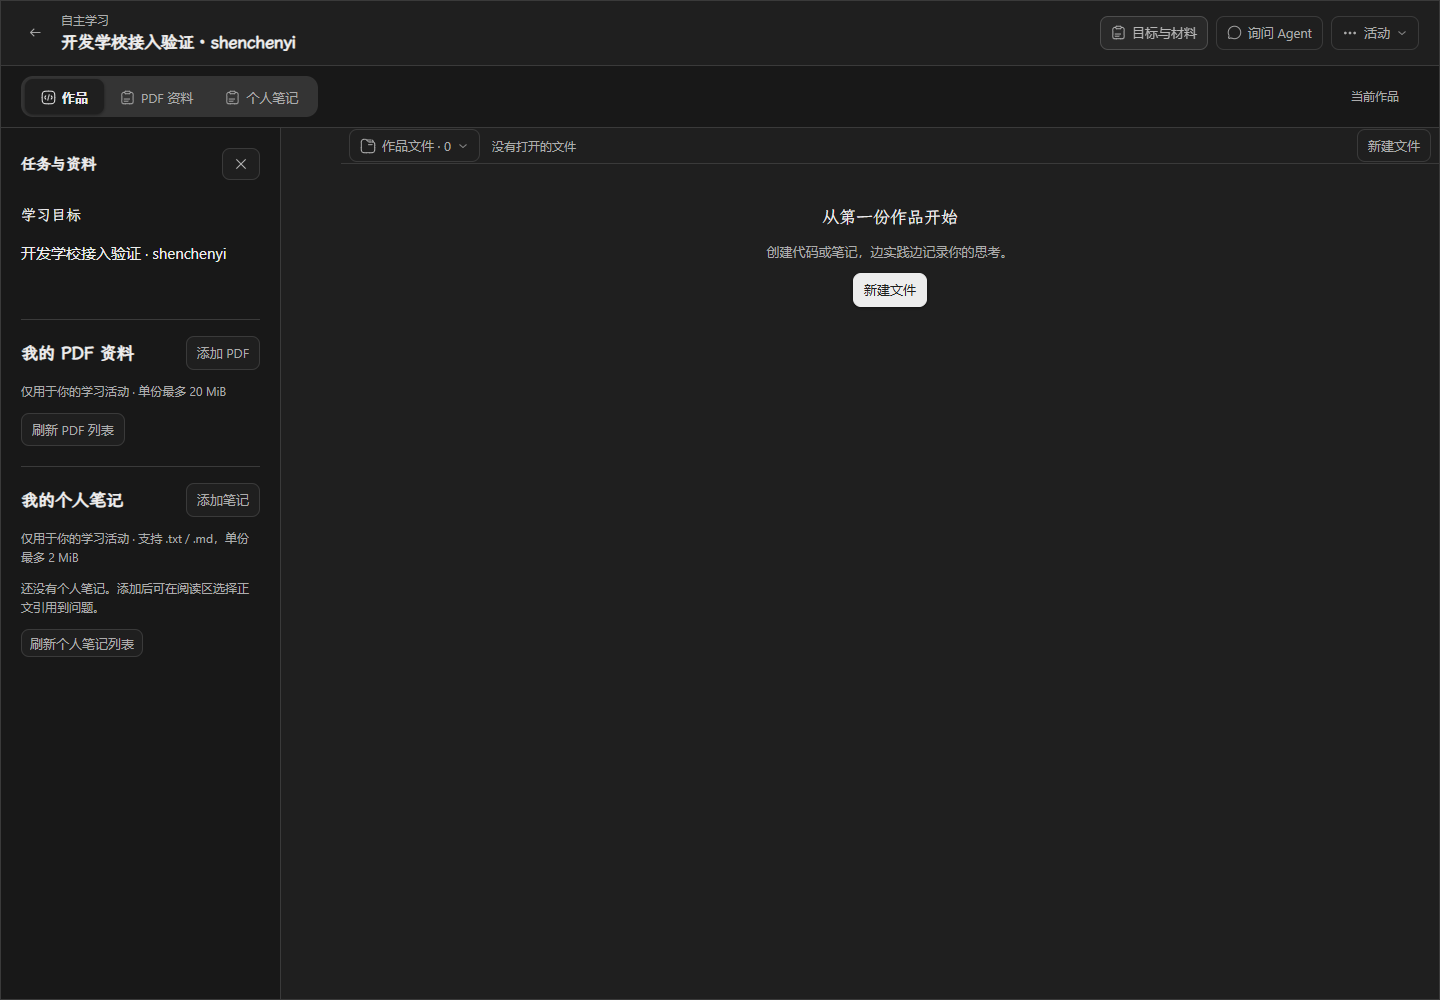 自主学习
开发学校接入验证 · shenchenyi
目标与材料
询问 Agent
活动
作品
PDF 资料
个人笔记
当前作品
任务与资料
学习目标
开发学校接入验证 · shenchenyi
我的 PDF 资料
添加 PDF
仅用于你的学习活动 · 单份最多 20 MiB
刷新 PDF 列表
我的个人笔记
添加笔记
仅用于你的学习活动 · 支持 .txt / .md，单份
最多 2 MiB
还没有个人笔记。添加后可在阅读区选择正
文引用到问题。
刷新个人笔记列表
作品文件 · 0
没有打开的文件
新建文件
从第一份作品开始
创建代码或笔记，边实践边记录你的思考。
新建文件